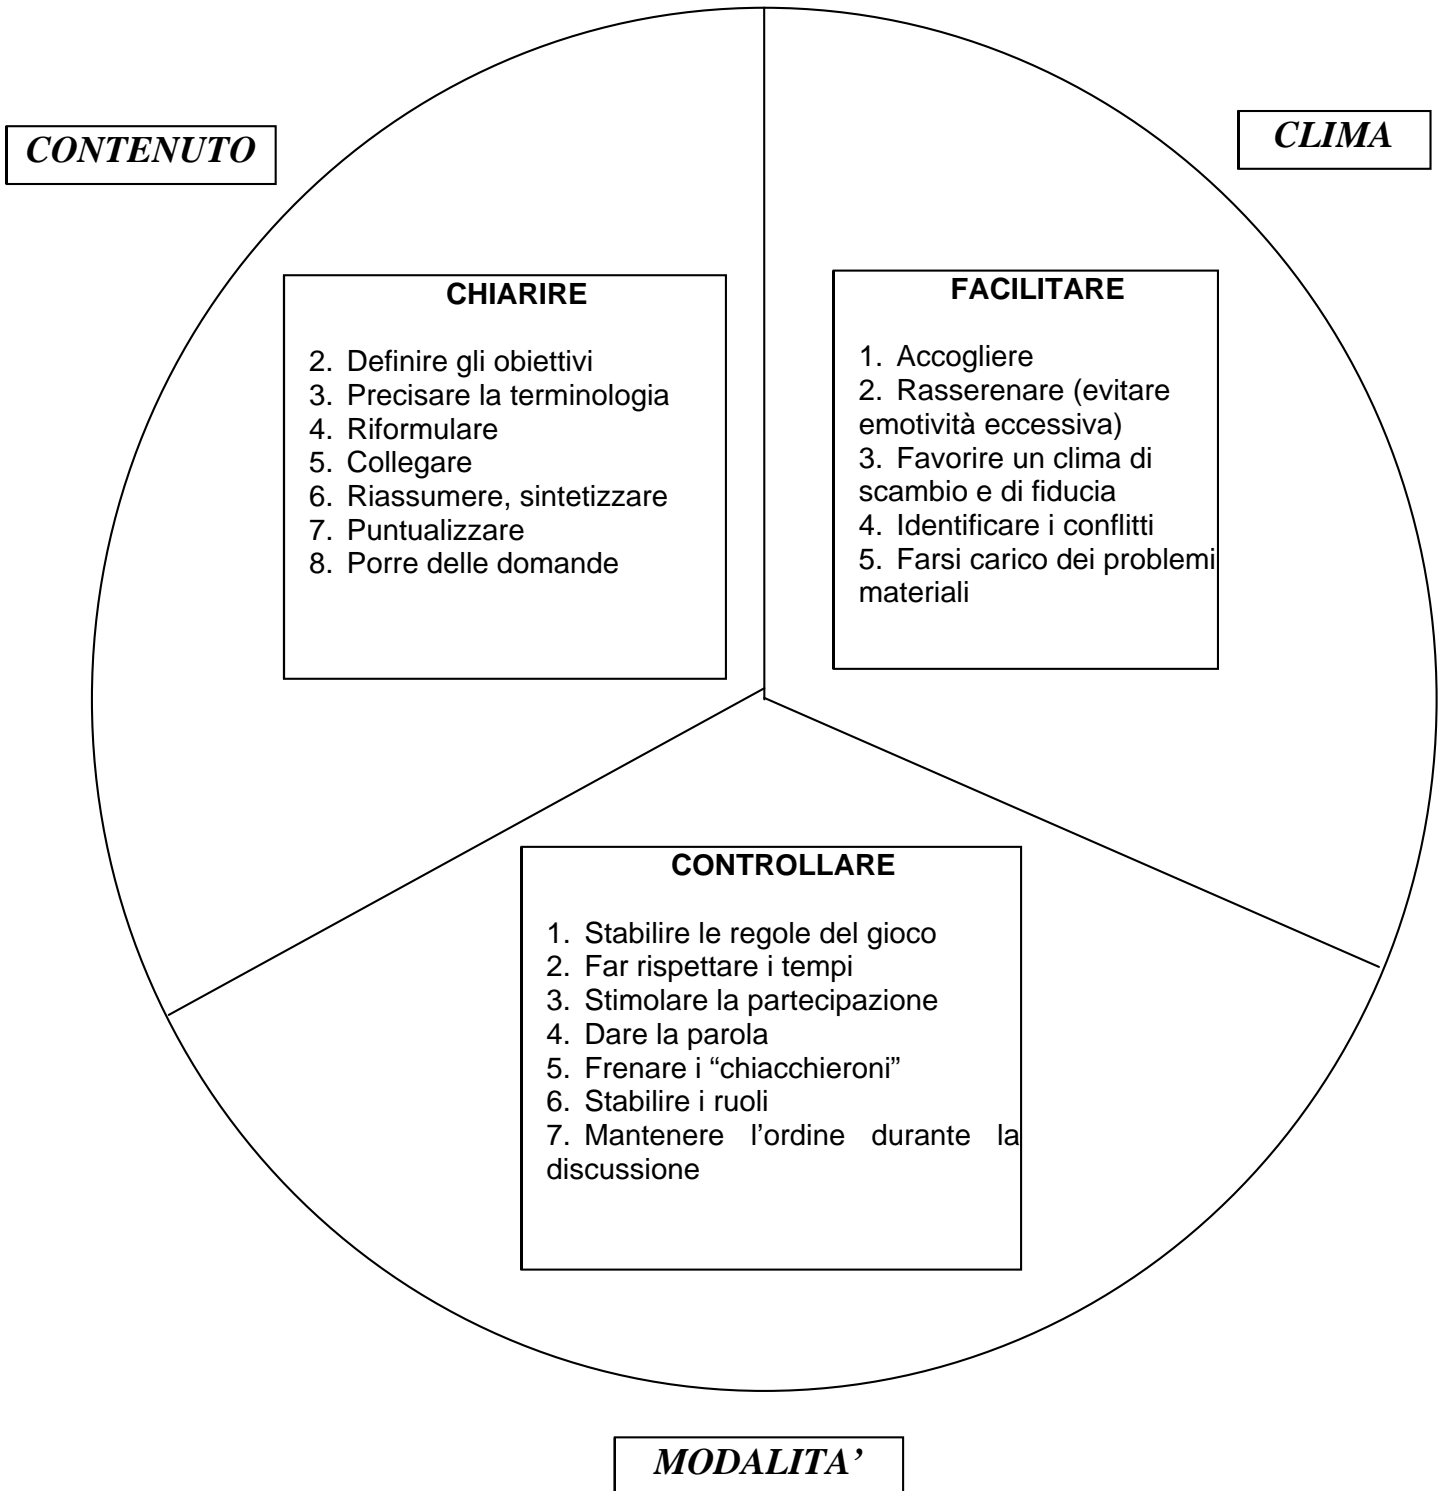 CONTENUTO
CLIMA
CHIARIRE
2. Definire gli obiettivi
3. Precisare la terminologia
4. Riformulare
5. Collegare
6. Riassumere, sintetizzare
7. Puntualizzare
8. Porre delle domande
FACILITARE
1. Accogliere
2. Rasserenare (evitare
emotività eccessiva)
3. Favorire un clima di
scambio e di fiducia
4. Identificare i conflitti
5. Farsi carico dei problemi
materiali
CONTROLLARE
1. Stabilire le regole del gioco
2. Far rispettare i tempi
3. Stimolare la partecipazione
4. Dare la parola
5. Frenare i “chiacchieroni”
6. Stabilire i ruoli
7. Mantenere l’ordine durante la
discussione
MODALITA’